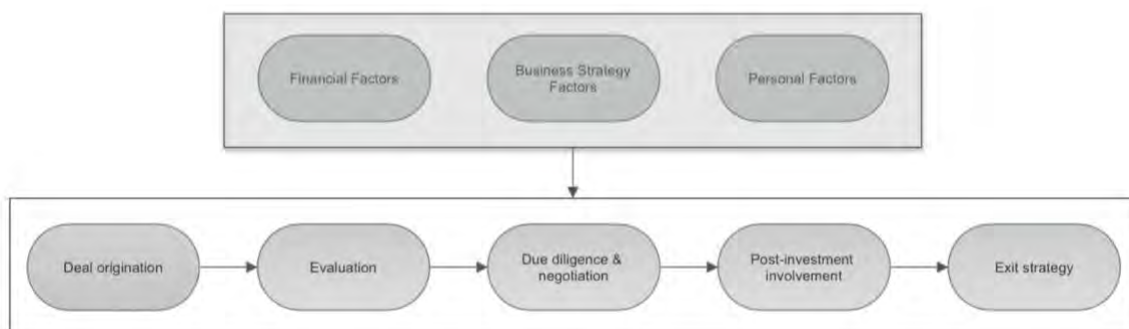 Financial Factors
Business Strategy
Factors
Personal Factors
Deal origination
Evaluation
Due diligence &
negotiation
Post-investment
involvement
Exit strategy